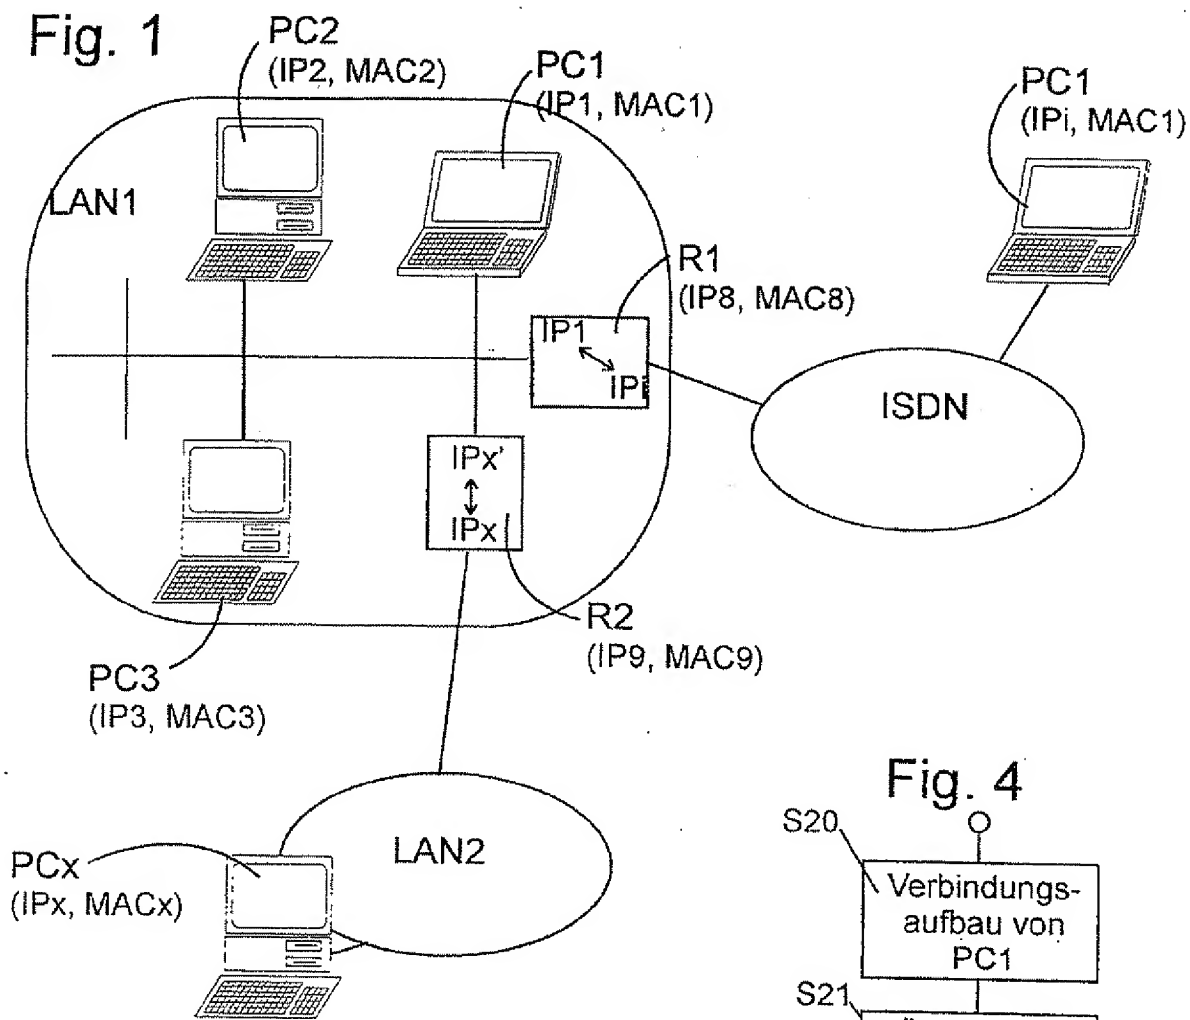 Fig. 1
PC2
(IP2, MAC2)
PC1
(IP1, MAC1)
PC1
(IPi, MAC1)
LAN1
R1
(IP8, MAC8)
IP1
IPi
ISDN
IPx'
IPx
R2
(IP9, MAC9)
PC3
(IP3, MAC3)
LAN2
PCx
(IPx, MACx)
Fig. 4
S20
Verbindungs-
aufbau von
PC1
S21